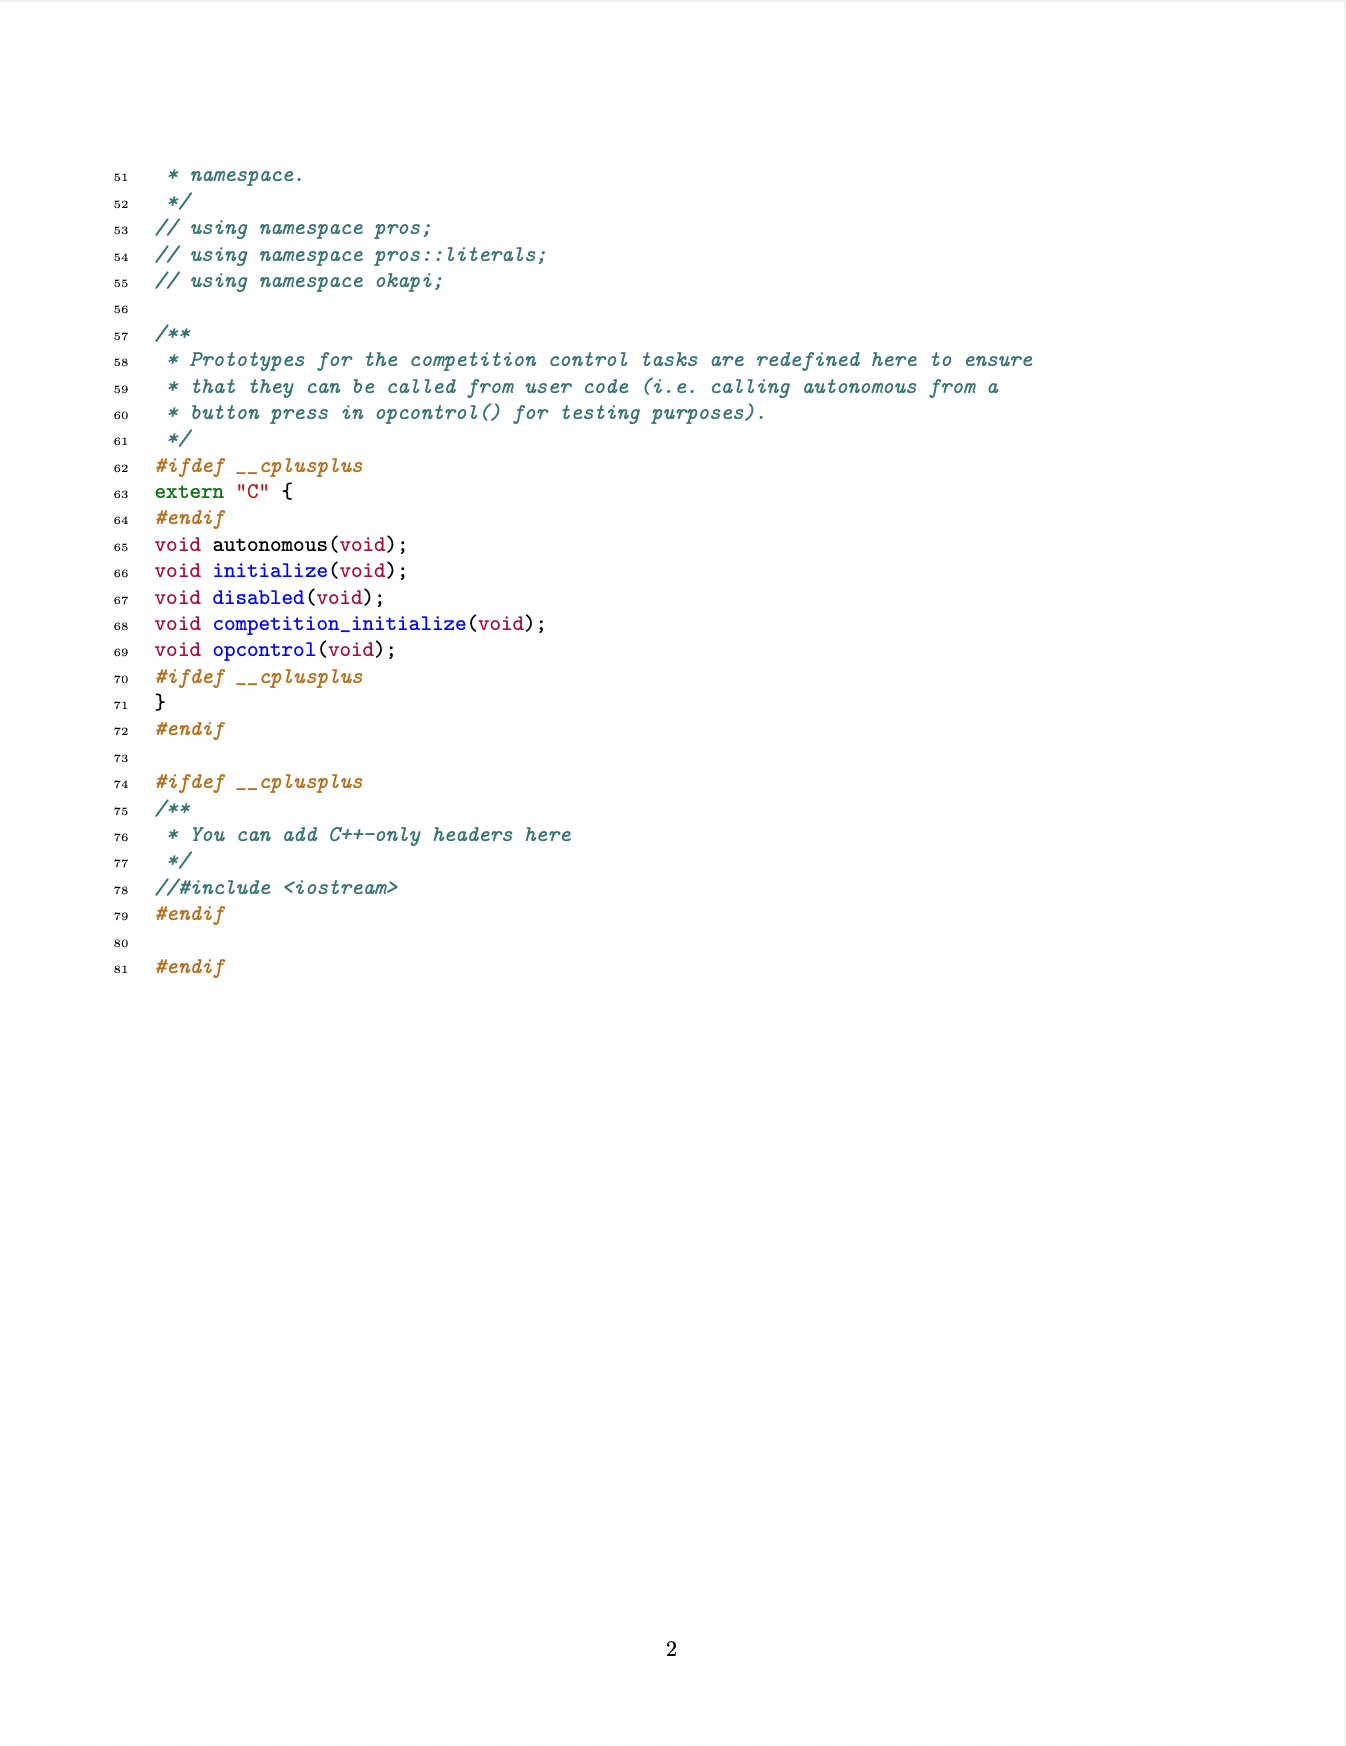 51 * namespace.
52 */
53 // using namespace pros;
54 // using namespace pros::literals;
55 // using namespace okapi;
56
57 /**
58 * Prototypes for the competition control tasks are redefined here to ensure
59 * that they can be called from user code (i.e. calling autonomous from a
60 * button press in opcontrol() for testing purposes).
61 */
62 #ifdef __cplusplus
63 extern "C" {
64 #endif
65 void autonomous(void);
66 void initialize(void);
67 void disabled(void);
68 void competition_initialize(void);
69 void opcontrol(void);
70 #ifdef __cplusplus
71 }
72 #endif
73
74 #ifdef __cplusplus
75 /**
76 * You can add C++-only headers here
77 */
78 //#include <iostream>
79 #endif
80
81 #endif
2